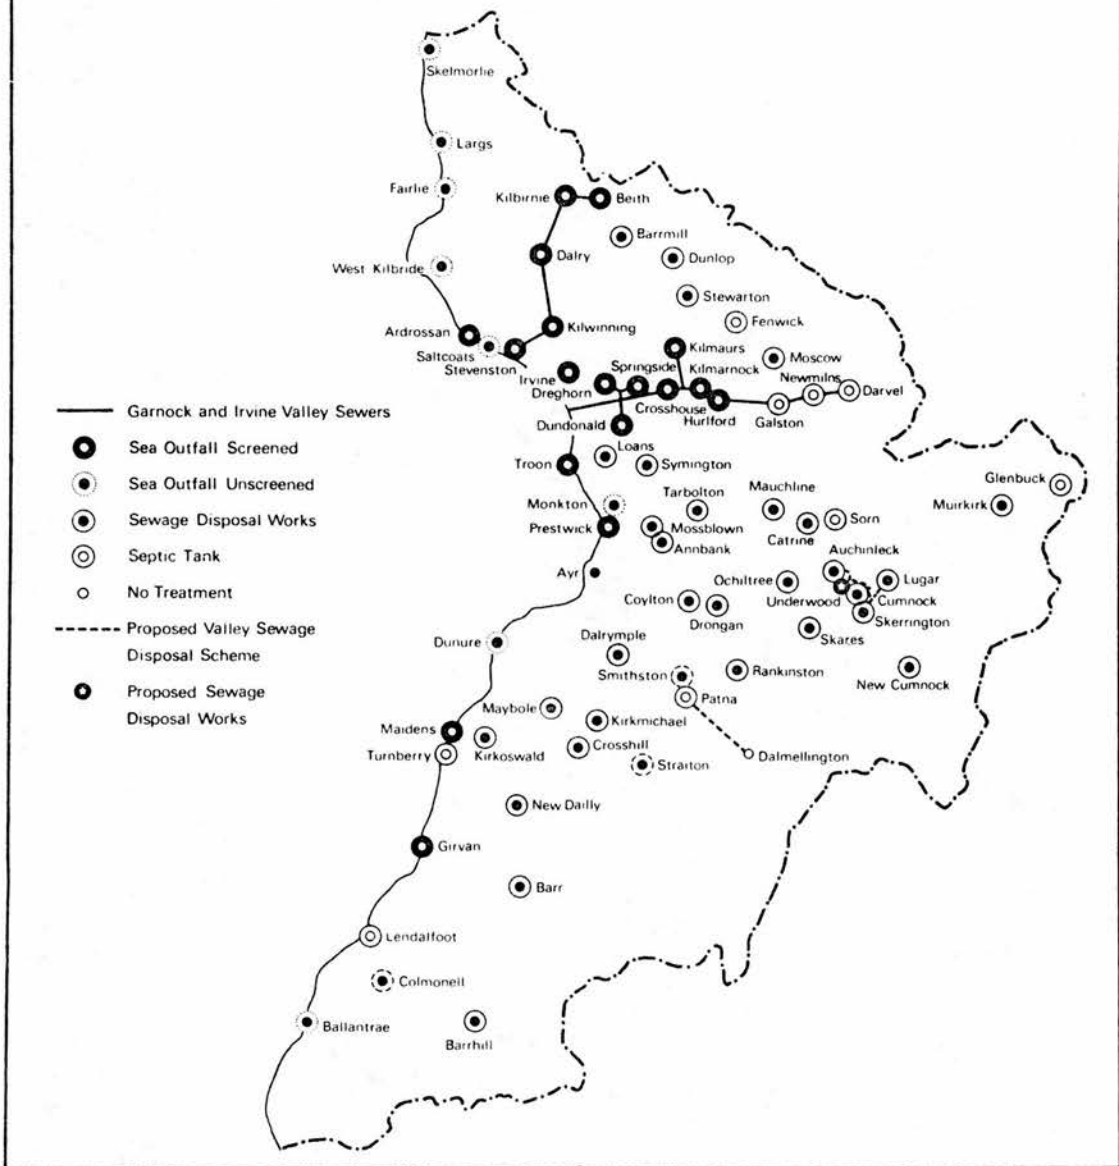 Skelmorlie
Largs
Fairlie
Kilbirnie
Beith
Barrmill
Dalry
Dunlop
West Kilbride
Stewarton
Fenwick
Ardrossan
Kilwinning
Saltcoats
Stevenston
Kilmaurs
Moscow
Irvine
Springside
Kilmarnock
Newmilns
Dreghorn
Darvel
Crosshouse
Hurlford
Galston
Dundonald
Loans
Troon
Symington
Glenbuck
Monkton
Tarbolton
Mauchline
Muirkirk
Prestwick
Mossblown
Catrine
Sorn
Annbank
Auchinleck
Ayr
Ochiltree
Lugar
Coylton
Underwood
Cumnock
Drongan
Skerrington
Skares
Dunure
Dalrymple
Smithston
Rankinston
New Cumnock
Patna
Maybole
Kirkmichael
Maidens
Turnberry
Kirkoswald
Crosshill
Dalmellington
Straiton
New Dailly
Girvan
Barr
Lendalfoot
Colmonell
Ballantrae
Barrhill
Garnock and Irvine Valley Sewers
Sea Outfall Screened
Sea Outfall Unscreened
Sewage Disposal Works
Septic Tank
No Treatment
Proposed Valley Sewage
Disposal Scheme
Proposed Sewage
Disposal Works